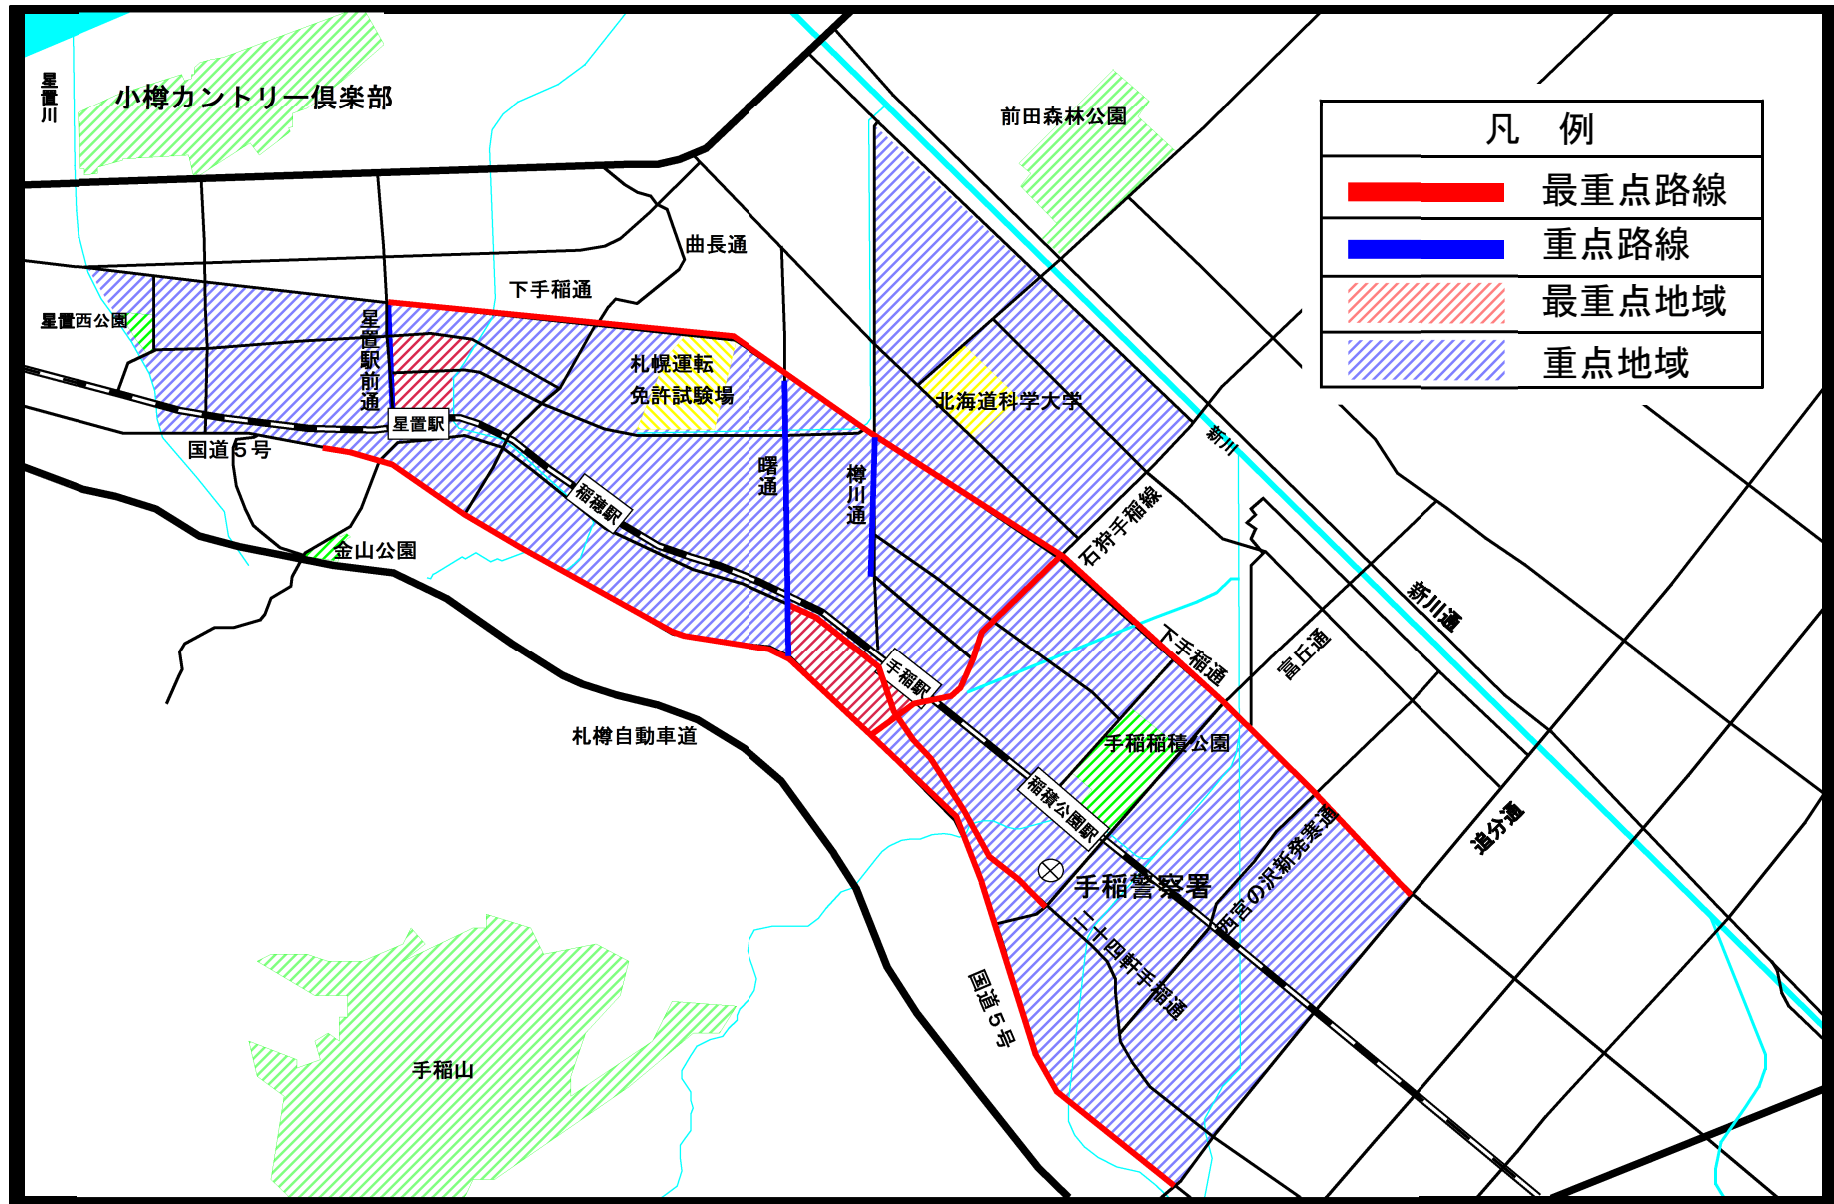 星置川
小樽カントリー倶楽部
前田森林公園
凡　例
最重点路線
重点路線
最重点地域
重点地域
曲長通
下手稲通
星置西公園
星置駅前通
札幌運転
免許試験場
北海道科学大学
星置駅
国道５号
新川
曙通
樽川通
稲穂駅
石狩手稲線
金山公園
新川通
下手稲通
富丘通
手稲駅
札樽自動車道
手稲稲積公園
稲積公園駅
追分通
西宮の沢新発寒通
手稲警察署
二十四軒手稲通
国道５号
手稲山